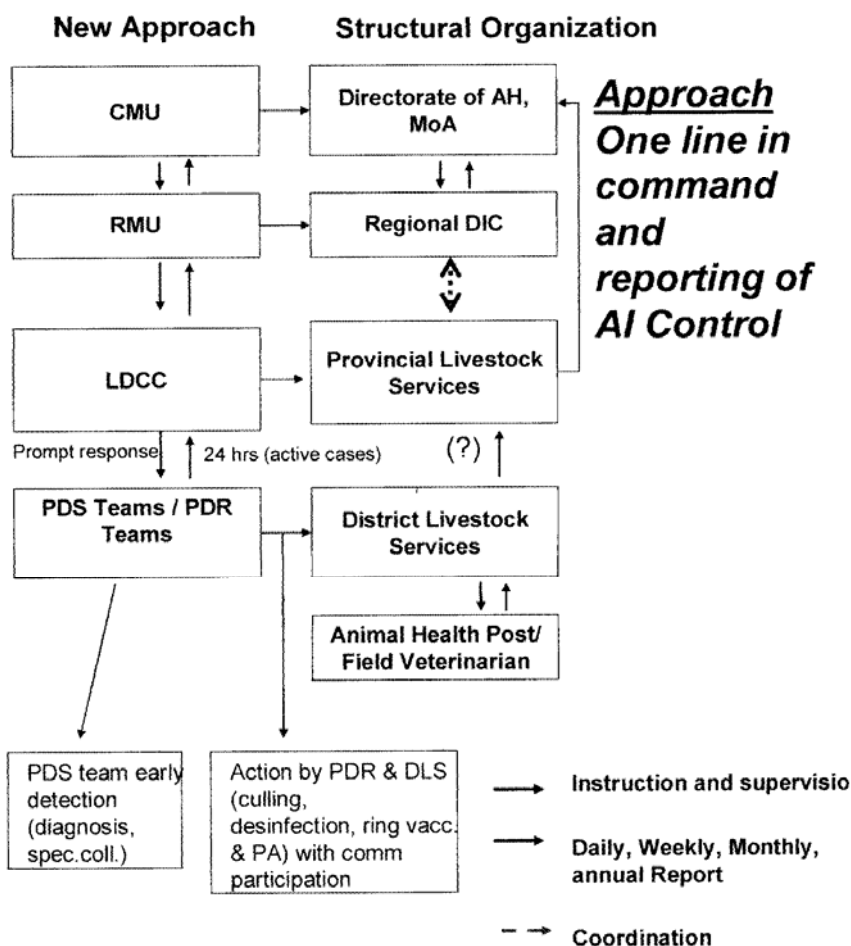 New Approach
Structural Organization
CMU
Directorate of AH,
MoA
Approach
One line in
command
and
reporting of
AI Control
RMU
Regional DIC
LDCC
Provincial Livestock
Services
Prompt response
24 hrs (active cases)
(?)
PDS Teams / PDR
Teams
District Livestock
Services
Animal Health Post/
Field Veterinarian
PDS team early
detection
(diagnosis,
spec.coll.)
Action by PDR & DLS
(culling,
desinfection, ring vacc.
& PA) with comm
participation
Instruction and supervisio
Daily, Weekly, Monthly,
annual Report
Coordination